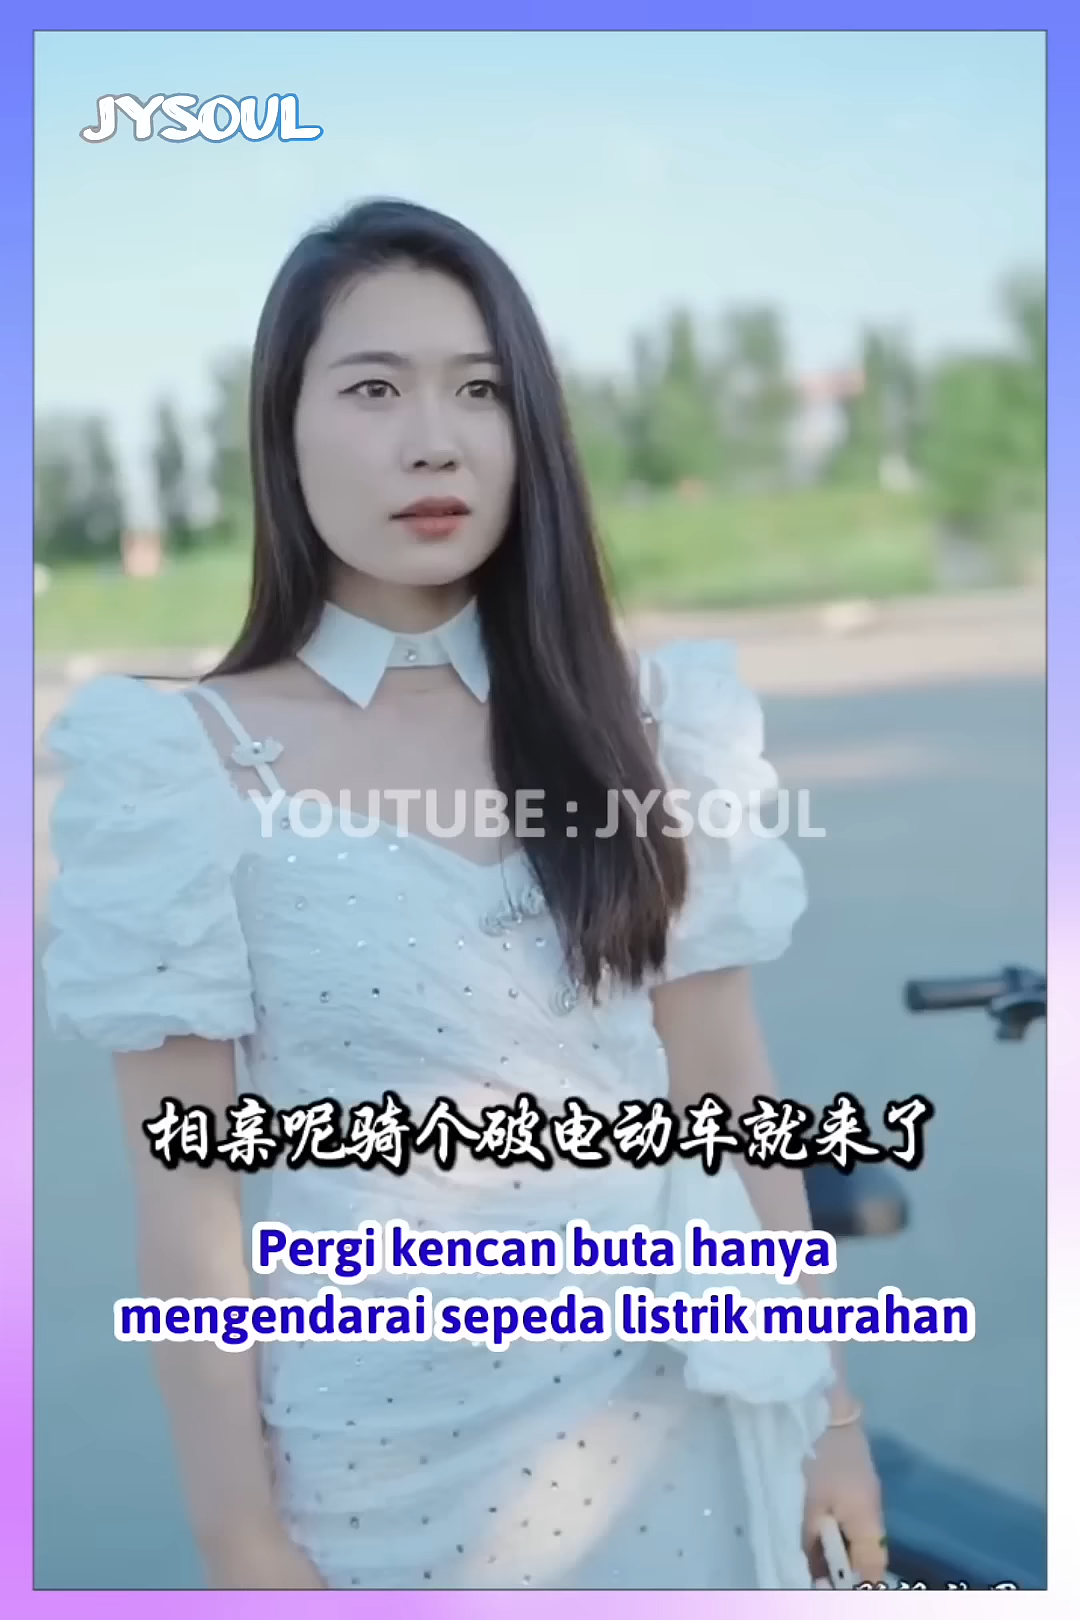 JYSOUL
YOUTUBE : JYSOUL
相亲呢骑个破电动车就来了
Pergi kencan buta hanya
mengendarai sepeda listrik murahan